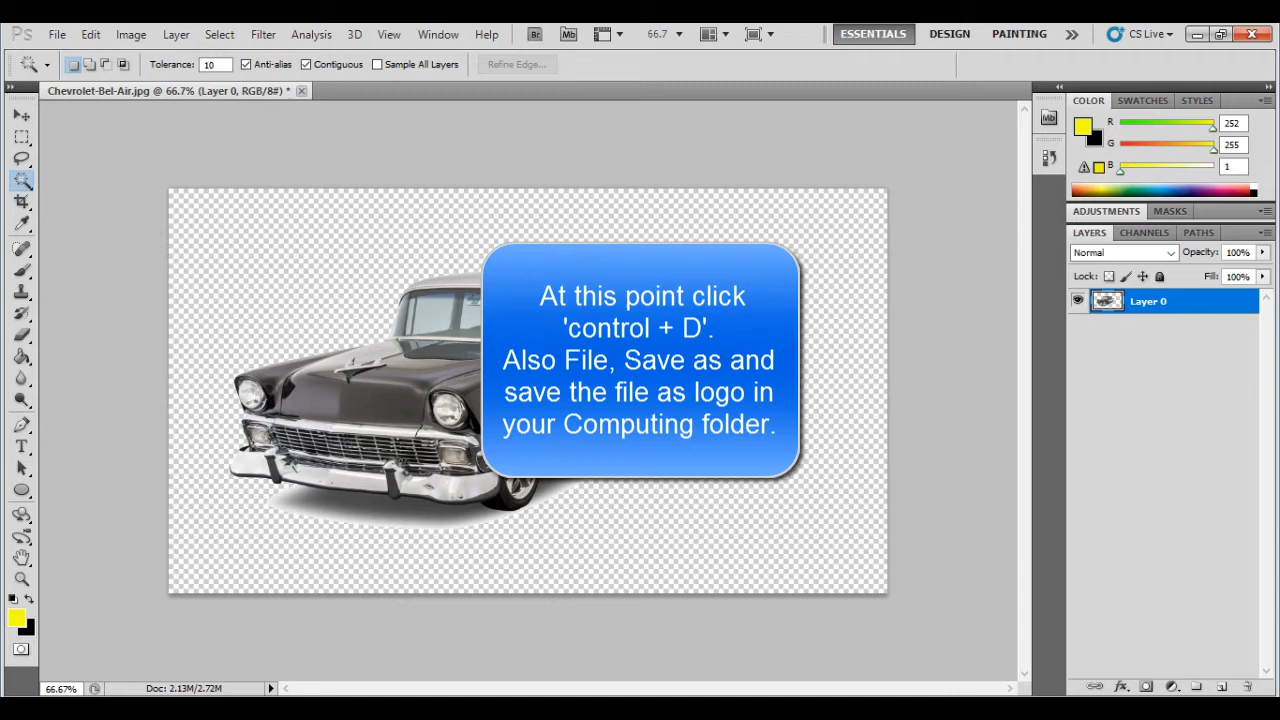 Ps File Edit Image Layer Select Filter Analysis 3D View Window Help Br Mb 66.7 ESSENTIALS DESIGN PAINTING CS Live
Tolerance: 10 Anti-alias Contiguous Sample All Layers Refine Edge...
Chevrolet-Bel-Air.jpg @ 66.7% (Layer 0, RGB/8#) *
At this point click
'control + D'.
Also File, Save as and
save the file as logo in
your Computing folder.
Mb
COLOR SWATCHES STYLES
R 252
G 255
B 1
ADJUSTMENTS MASKS
LAYERS CHANNELS PATHS
Normal Opacity: 100%
Lock: Fill: 100%
Layer 0
T
66.67% Doc: 2.13M/2.72M
fx